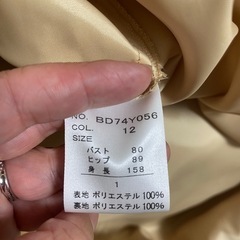 NO. BD74Y056
COL. 12
SIZE
バスト 80
ヒップ 89
身長 158
1
表地 ポリエステル 100%
裏地 ポリエステル 100%